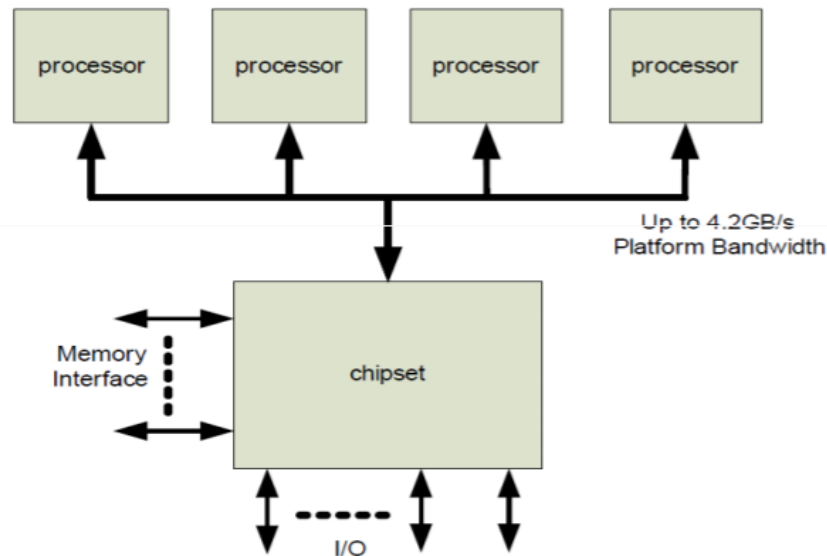 processor
processor
processor
processor
Up to 4.2GB/s
Platform Bandwidth
Memory
Interface
chipset
I/O